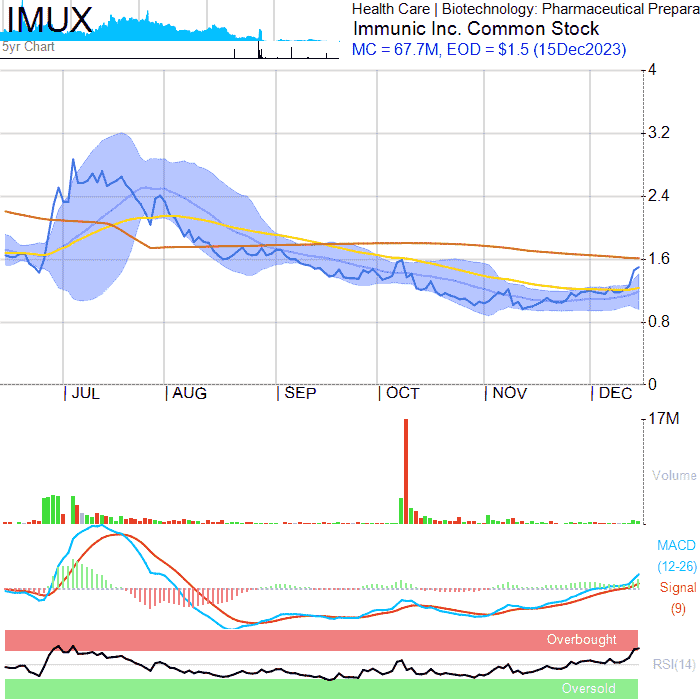 IMUX
5yr Chart
Health Care | Biotechnology: Pharmaceutical Prepara
Immunic Inc. Common Stock
MC = 67.7M, EOD = $1.5 (15Dec2023)
4
3.2
2.4
1.6
0.8
0
| JUL | AUG | SEP | OCT | NOV | DEC
17M
Volume
MACD
(12-26)
Signal
(9)
Overbought
RSI(14)
Oversold